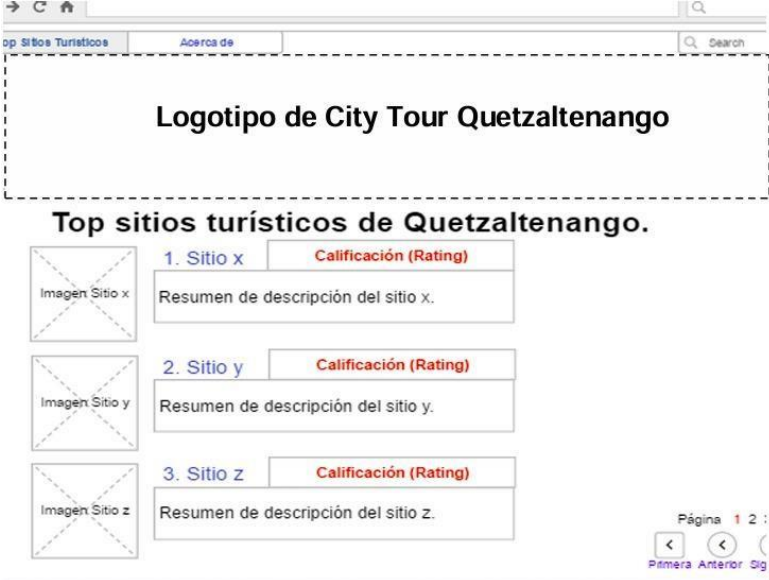 op Sitios Turísticos Acerca de Search
Logotipo de City Tour Quetzaltenango
Top sitios turísticos de Quetzaltenango.
1. Sitio x Calificación (Rating)
Imagen Sitio x
Resumen de descripción del sitio x.
2. Sitio y Calificación (Rating)
Imagen Sitio y
Resumen de descripción del sitio y.
3. Sitio z Calificación (Rating)
Imagen Sitio z
Resumen de descripción del sitio z.
Página 1 2
Primera Anterior Sig